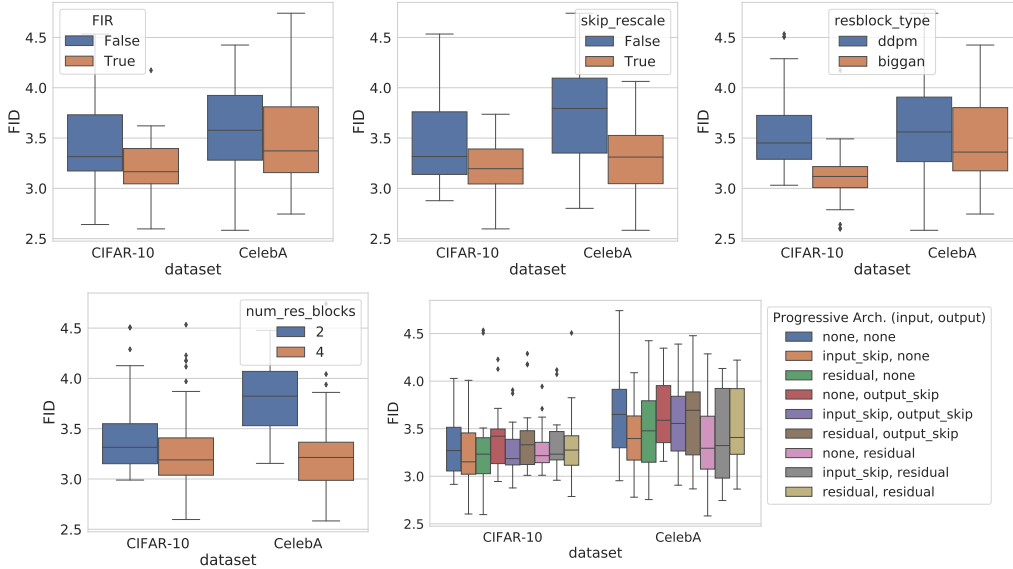 FIR
False
True
4.5
4.0
3.5
3.0
2.5
FID
CIFAR-10
CelebA
dataset
skip_rescale
False
True
4.5
4.0
3.5
3.0
2.5
FID
CIFAR-10
CelebA
dataset
resblock_type
ddpm
biggan
4.5
4.0
3.5
3.0
2.5
FID
CIFAR-10
CelebA
dataset
num_res_blocks
2
4
4.5
4.0
3.5
3.0
2.5
FID
CIFAR-10
CelebA
dataset
4.5
4.0
3.5
3.0
2.5
FID
CIFAR-10
CelebA
dataset
Progressive Arch. (input, output)
none, none
input_skip, none
residual, none
none, output_skip
input_skip, output_skip
residual, output_skip
none, residual
input_skip, residual
residual, residual